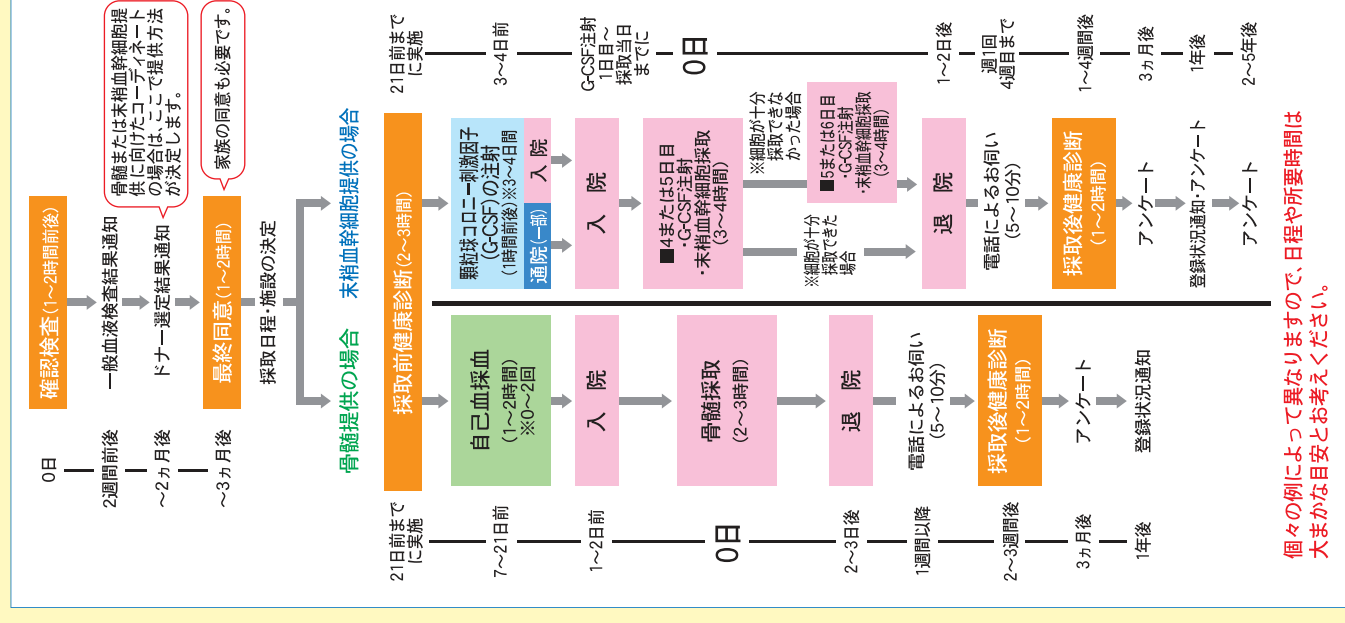 0日
2週間前後
～2ヵ月後
～3ヵ月後
確認検査(1～2時間前後)
一般血液検査結果通知
ドナー選定結果通知
最終同意(1～2時間)
採取日程・施設の決定
骨髄または末梢血幹細胞提
供に向けたコーディネート
の場合は、ここで提供方法
が決定します。
家族の同意も必要です。
骨髄提供の場合
末梢血幹細胞提供の場合
採取前健康診断(2～3時間)
21日前まで
に実施
7～21日前
1～2日前
0日
2～3日後
1週間以降
2～3週間後
3ヵ月後
1年後
自己血採血
(1～2時間)
※0～2回
入院
骨髄採取
(2～3時間)
退院
電話によるお伺い
(5～10分)
採取後健康診断
(1～2時間)
アンケート
登録状況通知
顆粒球コロニー刺激因子
(G-CSF)の注射
(1時間前後)※3～4日間
通院(一部)
入院
入院
■4または5日目
・G-CSF注射
・末梢血幹細胞採取
(3～4時間)
※細胞が十分
採取できた
場合
※細胞が十分
採取できな
かった場合
■5または6日目
・G-CSF注射
・末梢血幹細胞採取
(3～4時間)
退院
電話によるお伺い
(5～10分)
採取後健康診断
(1～2時間)
アンケート
登録状況通知・アンケート
アンケート
21日前まで
に実施
3～4日前
G-CSF注射
1日目～
採取当日
までに
0日
1～2日後
週1回
4週目まで
1～4週間後
3ヵ月後
1年後
2～5年後
個々の例によって異なりますので、日程や所要時間は
大まかな目安とお考えください。